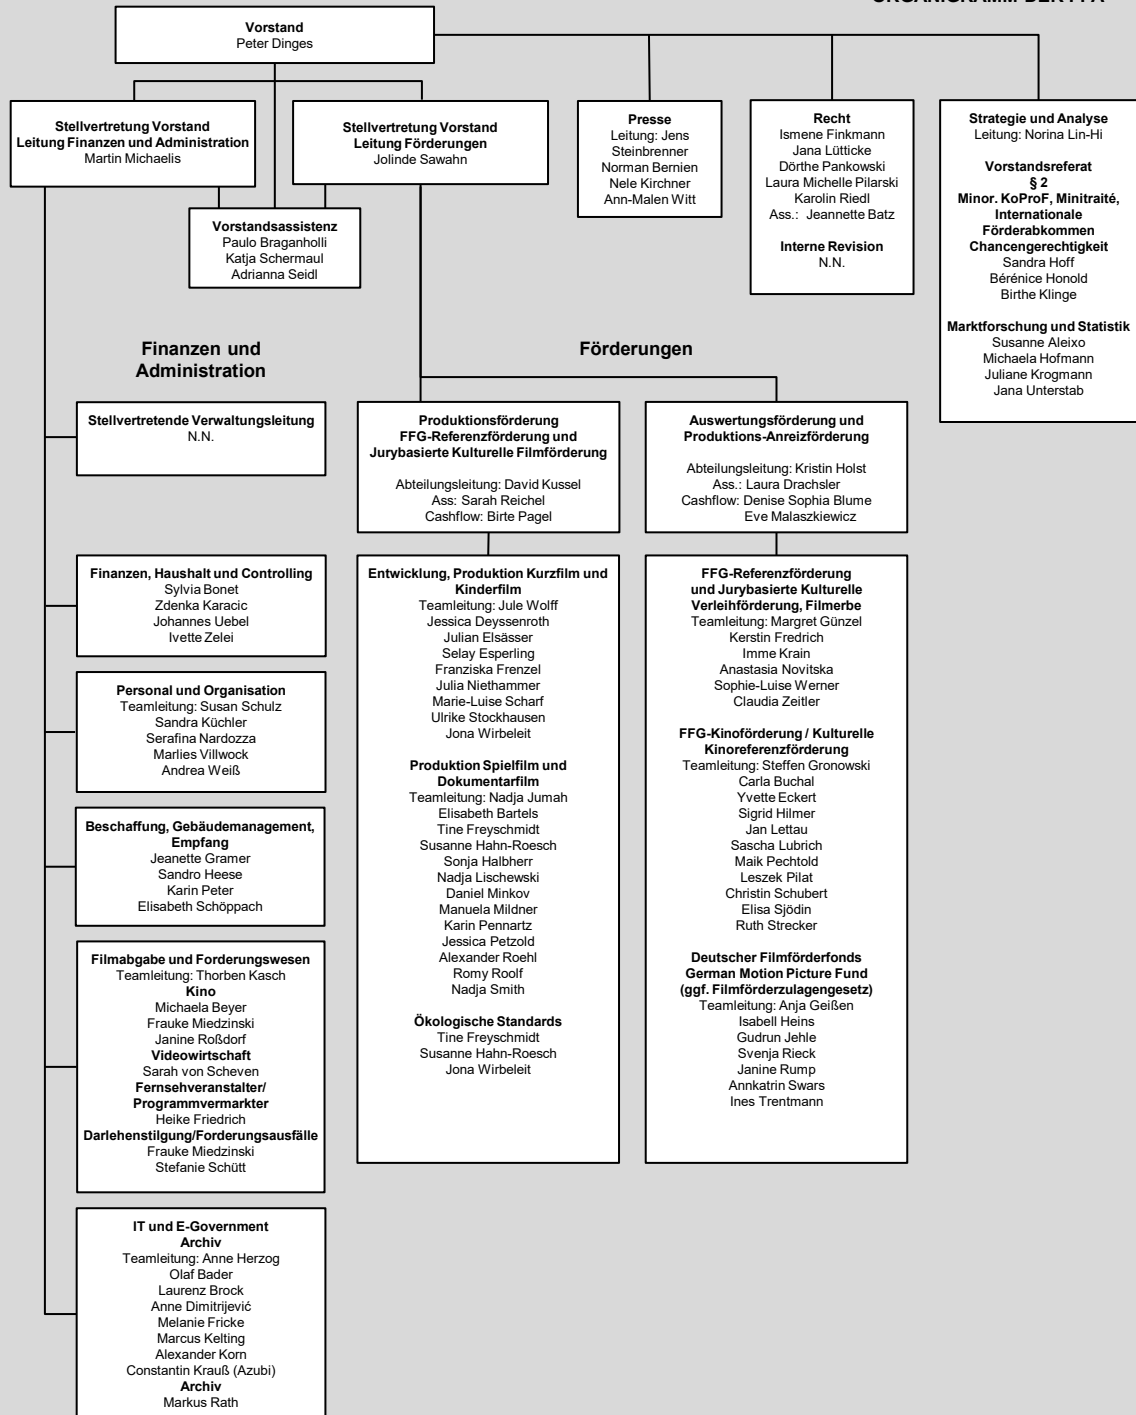 Vorstand
Peter Dinges
Stellvertretung Vorstand
Leitung Finanzen und Administration
Martin Michaelis
Stellvertretung Vorstand
Leitung Förderungen
Jolinde Sawahn
Presse
Leitung: Jens
Steinbrenner
Norman Bernien
Nele Kirchner
Ann-Malen Witt
Recht
Ismene Finkmann
Jana Lütticke
Dörthe Pankowski
Laura Michelle Pilarski
Karolin Riedl
Ass.: Jeannette Batz
Interne Revision
N.N.
Strategie und Analyse
Leitung: Norina Lin-Hi
Vorstandsreferat
§ 2
Minor. KoProF, Minitraité,
Internationale
Förderabkommen
Chancengerechtigkeit
Sandra Hoff
Bérénice Honold
Birthe Klinge
Marktforschung und Statistik
Susanne Aleixo
Michaela Hofmann
Juliane Krogmann
Jana Unterstab
Vorstandsassistenz
Paulo Braganholli
Katja Schermaul
Adrianna Seidl
Finanzen und
Administration
Stellvertretende Verwaltungsleitung
N.N.
Finanzen, Haushalt und Controlling
Sylvia Bonet
Zdenka Karacic
Johannes Uebel
Ivette Zelei
Personal und Organisation
Teamleitung: Susan Schulz
Sandra Küchler
Serafina Nardozza
Marlies Villwock
Andrea Weiß
Beschaffung, Gebäudemanagement,
Empfang
Jeanette Gramer
Sandro Heese
Karin Peter
Elisabeth Schöppach
Filmabgabe und Forderungswesen
Teamleitung: Thorben Kasch
Kino
Michaela Beyer
Frauke Miedzinski
Janine Roßdorf
Videowirtschaft
Sarah von Scheven
Fernsehveranstalter/
Programmvermarkter
Heike Friedrich
Darlehenstilgung/Forderungsausfälle
Frauke Miedzinski
Stefanie Schütt
IT und E-Government
Archiv
Teamleitung: Anne Herzog
Olaf Bader
Laurenz Brock
Anne Dimitrijević
Melanie Fricke
Marcus Kelting
Alexander Korn
Constantin Krauß (Azubi)
Archiv
Markus Rath
Förderungen
Produktionsförderung
FFG-Referenzförderung und
Jurybasierte Kulturelle Filmförderung
Abteilungsleitung: David Kussel
Ass: Sarah Reichel
Cashflow: Birte Pagel
Entwicklung, Produktion Kurzfilm und
Kinderfilm
Teamleitung: Jule Wolff
Jessica Deyssenroth
Julian Elsässer
Selay Esperling
Franziska Frenzel
Julia Niethammer
Marie-Luise Scharf
Ulrike Stockhausen
Jona Wirbeleit
Produktion Spielfilm und
Dokumentarfilm
Teamleitung: Nadja Jumah
Elisabeth Bartels
Tine Freyschmidt
Susanne Hahn-Roesch
Sonja Halbherr
Nadja Lischewski
Daniel Minkov
Manuela Mildner
Karin Pennartz
Jessica Petzold
Alexander Roehl
Romy Roolf
Nadja Smith
Ökologische Standards
Tine Freyschmidt
Susanne Hahn-Roesch
Jona Wirbeleit
Auswertungsförderung und
Produktions-Anreizförderung
Abteilungsleitung: Kristin Holst
Ass.: Laura Drachsler
Cashflow: Denise Sophia Blume
Eve Malaszkiewicz
FFG-Referenzförderung
und Jurybasierte Kulturelle
Verleihförderung, Filmerbe
Teamleitung: Margret Günzel
Kerstin Fredrich
Imme Krain
Anastasia Novitska
Sophie-Luise Werner
Claudia Zeitler
FFG-Kinoförderung / Kulturelle
Kinoreferenzförderung
Teamleitung: Steffen Gronowski
Carla Buchal
Yvette Eckert
Sigrid Hilmer
Jan Lettau
Sascha Lubrich
Maik Pechtold
Leszek Pilat
Christin Schubert
Elisa Sjödin
Ruth Strecker
Deutscher Filmförderfonds
German Motion Picture Fund
(ggf. Filmförderzulagengesetz)
Teamleitung: Anja Geißen
Isabell Heins
Gudrun Jehle
Svenja Rieck
Janine Rump
Annkatrin Swars
Ines Trentmann